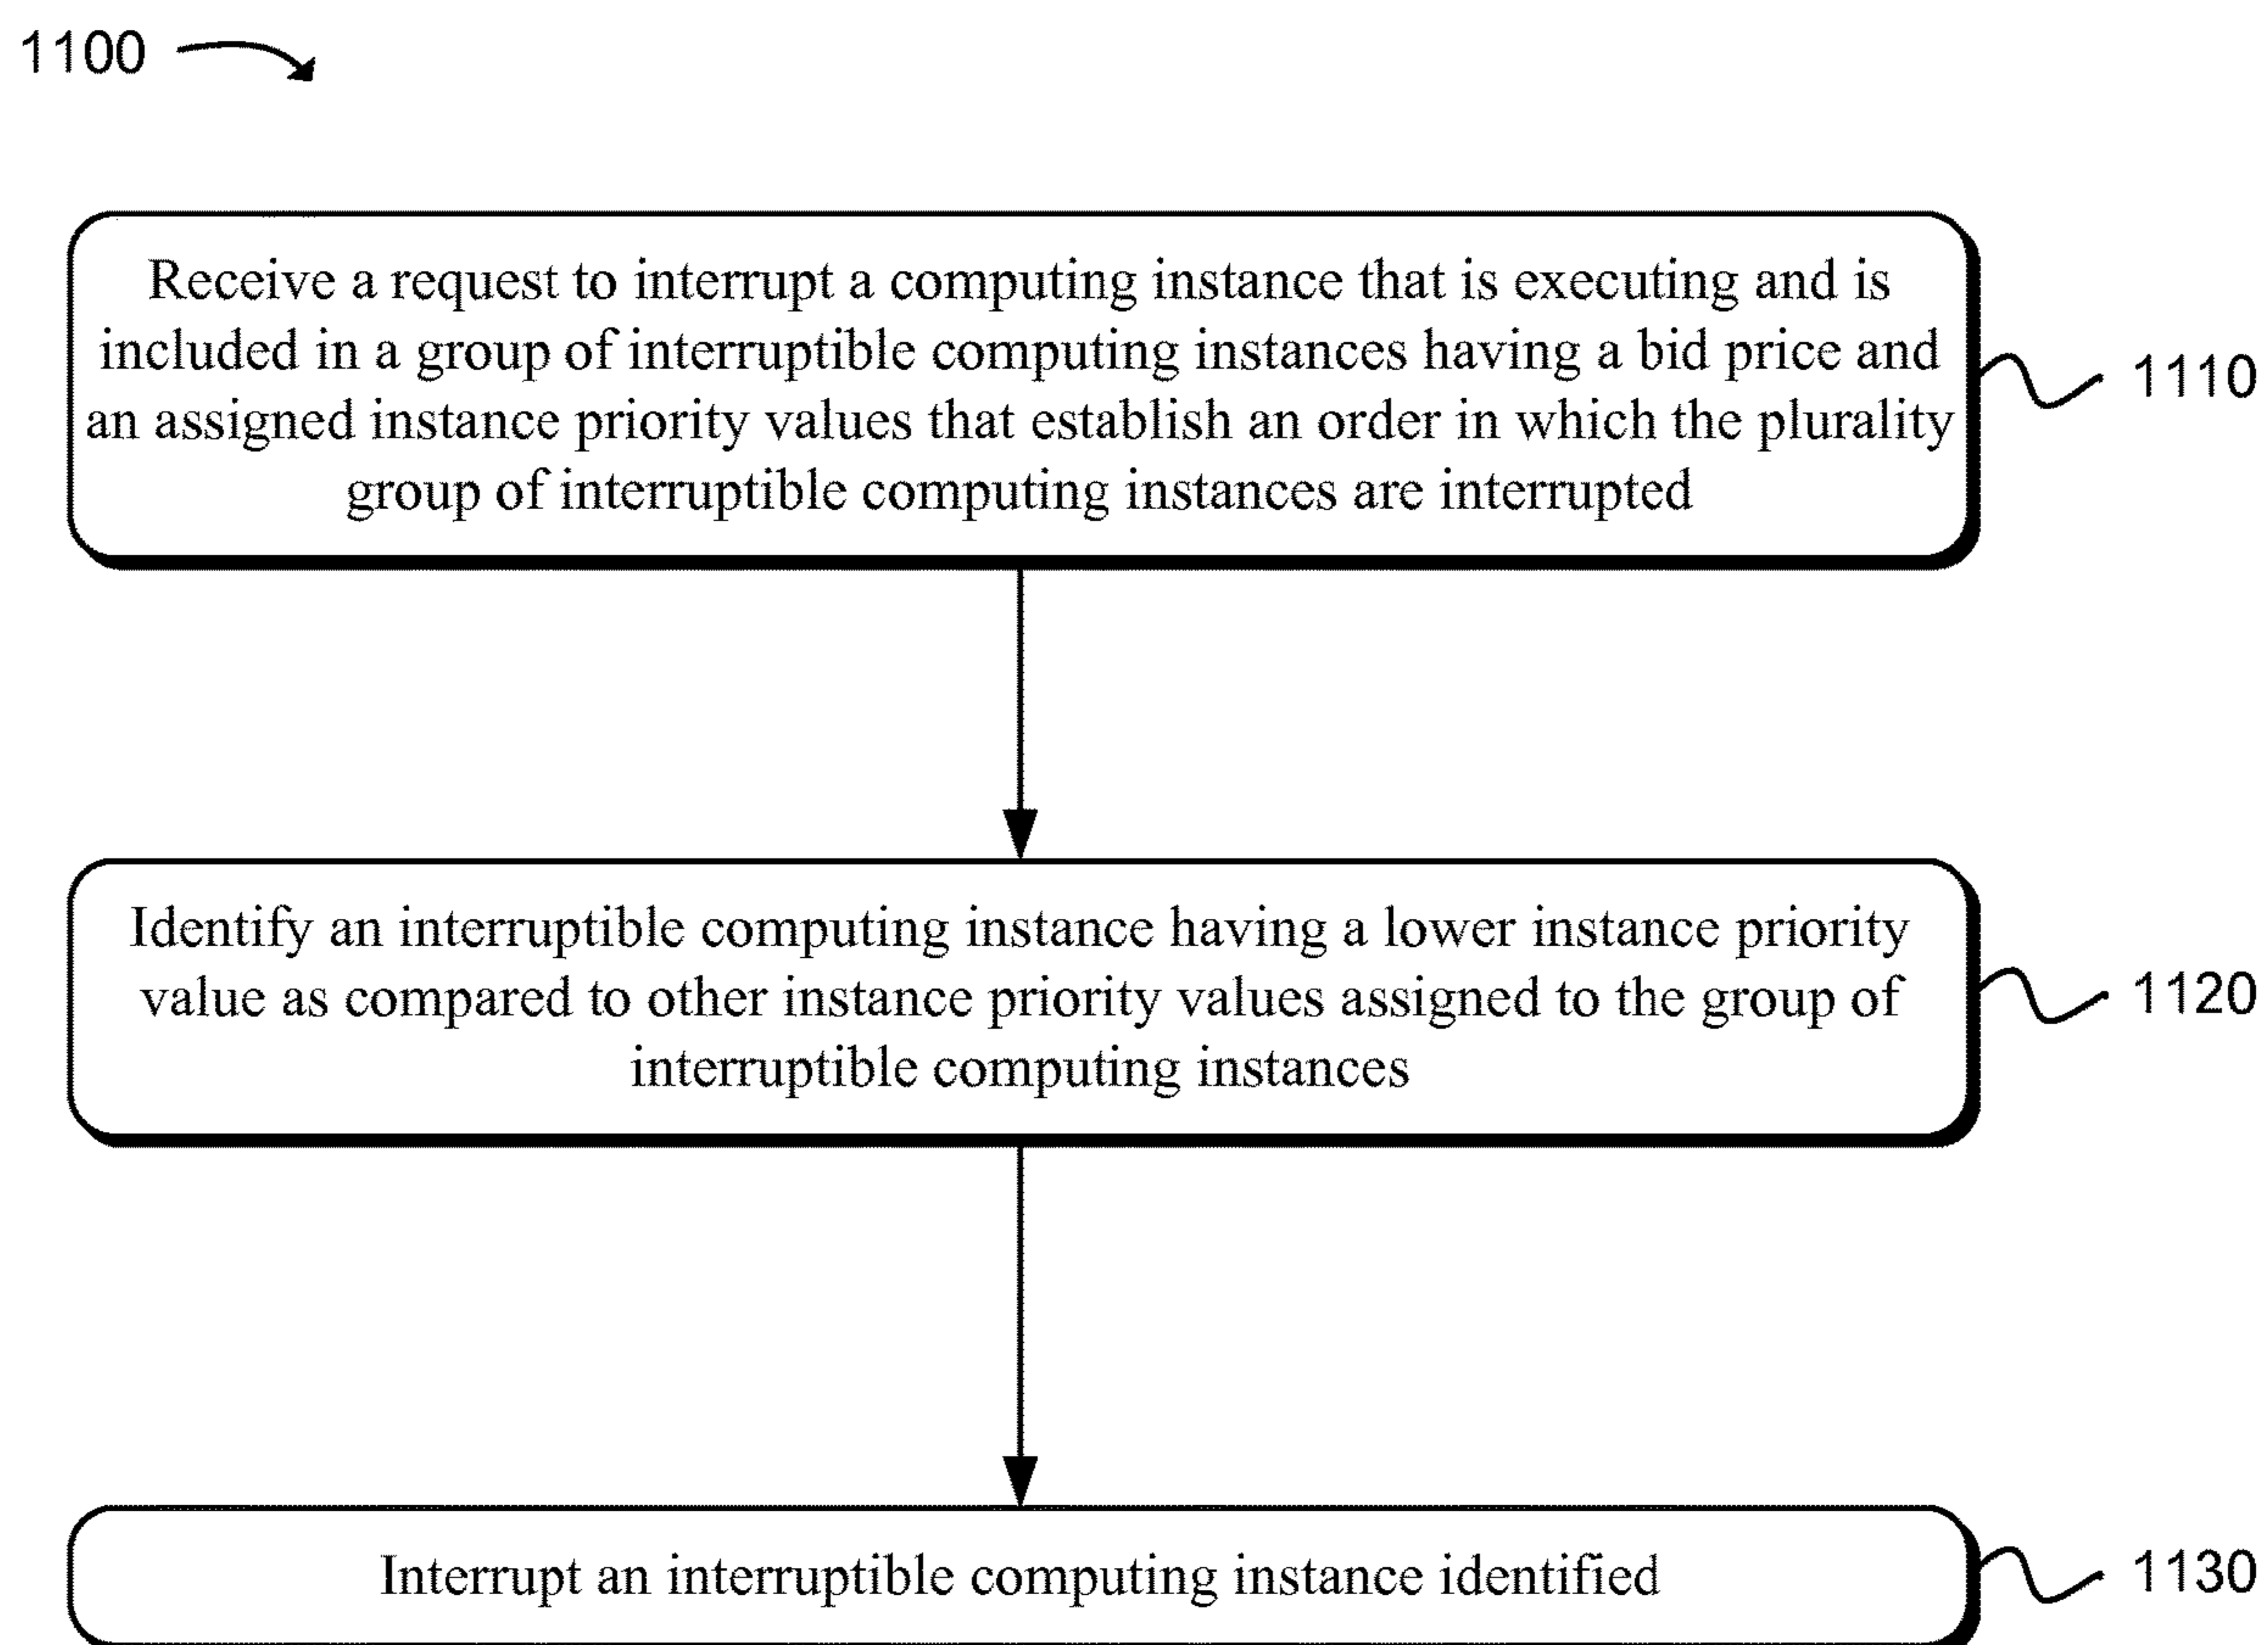 1100
Receive a request to interrupt a computing instance that is executing and is
included in a group of interruptible computing instances having a bid price and
an assigned instance priority values that establish an order in which the plurality
group of interruptible computing instances are interrupted
1110
Identify an interruptible computing instance having a lower instance priority
value as compared to other instance priority values assigned to the group of
interruptible computing instances
1120
Interrupt an interruptible computing instance identified
1130